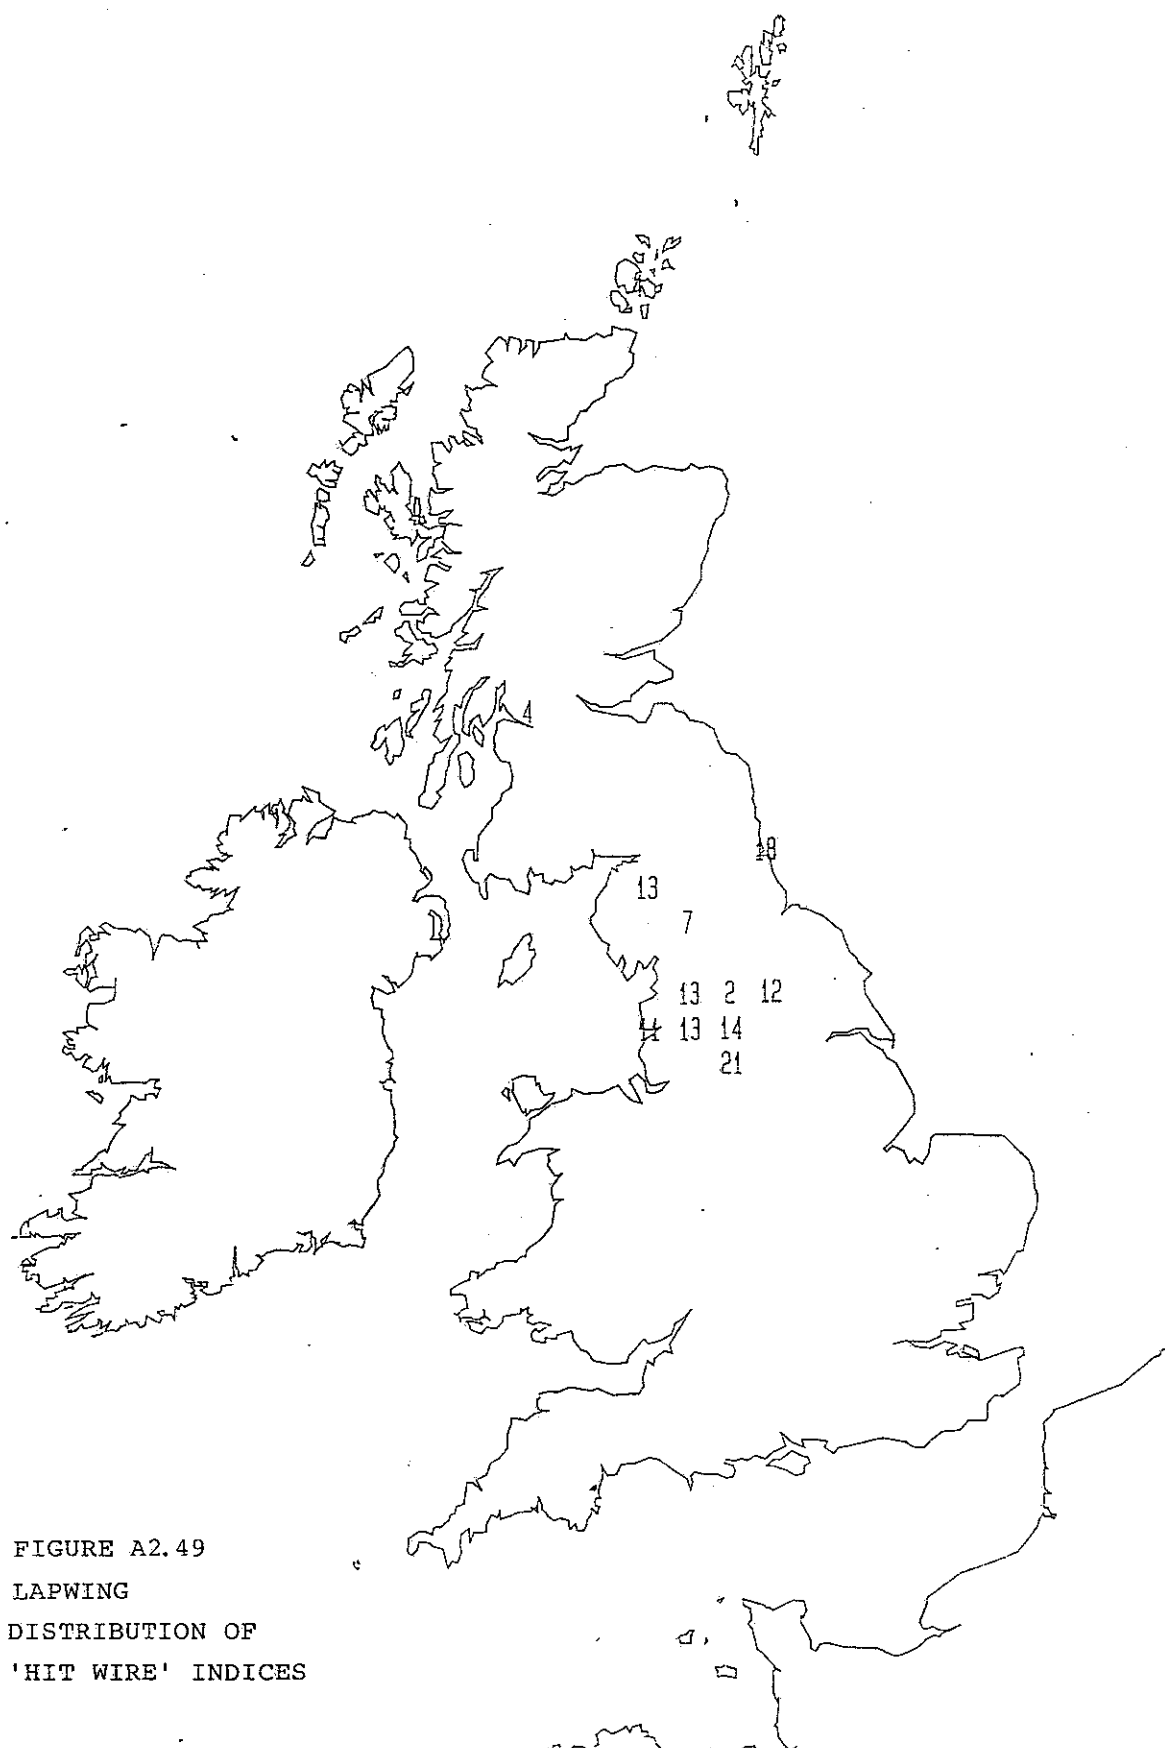 4
18
13
7
13 2 12
11 13 14
21
FIGURE A2.49
LAPWING
DISTRIBUTION OF
'HIT WIRE' INDICES